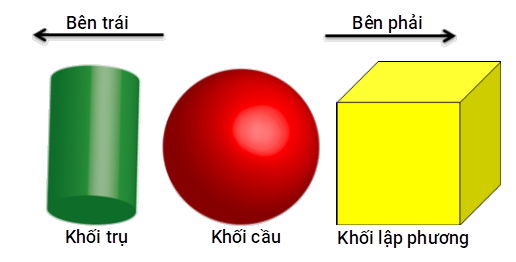 Bên trái
Bên phải
Khối trụ
Khối cầu
Khối lập phương